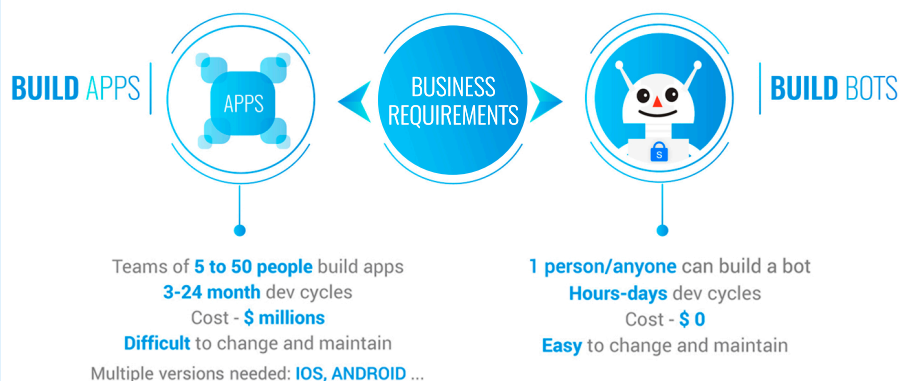 BUILD APPS
APPS
BUSINESS
REQUIREMENTS
S
BUILD BOTS
Teams of 5 to 50 people build apps
3-24 month dev cycles
Cost - $ millions
Difficult to change and maintain
Multiple versions needed: IOS, ANDROID ...
1 person/anyone can build a bot
Hours-days dev cycles
Cost - $ 0
Easy to change and maintain